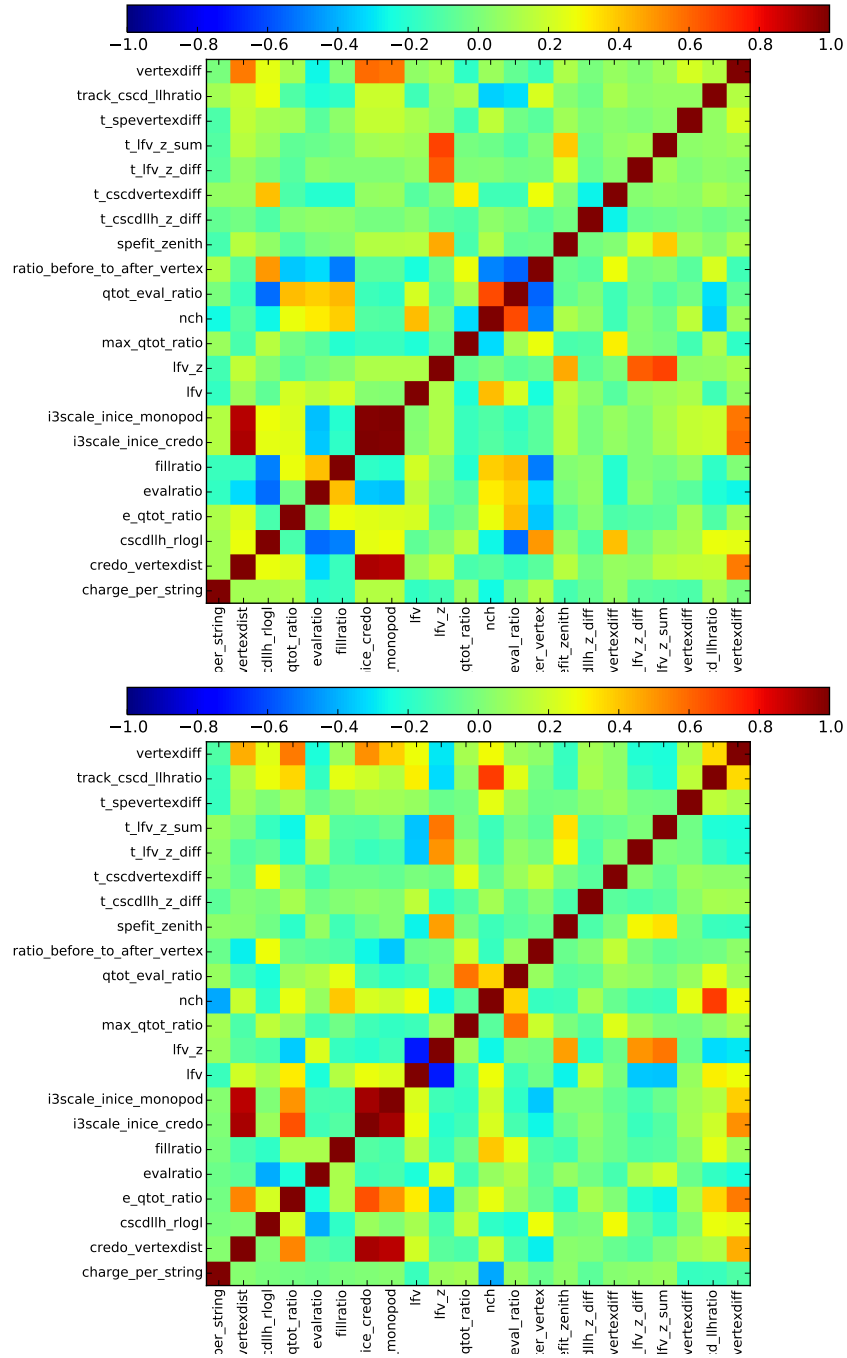 −1.0 −0.8 −0.6 −0.4 −0.2 0.0 0.2 0.4 0.6 0.8 1.0
vertexdiff
track_cscd_llhratio
t_spevertexdiff
t_lfv_z_sum
t_lfv_z_diff
t_cscdvertexdiff
t_cscdllh_z_diff
spefit_zenith
ratio_before_to_after_vertex
qtot_eval_ratio
nch
max_qtot_ratio
lfv_z
lfv
i3scale_inice_monopod
i3scale_inice_credo
fillratio
evalratio
e_qtot_ratio
cscdllh_rlogl
credo_vertexdist
charge_per_string
per_string
vertexdist
cdllh_rlogl
qtot_ratio
evalratio
fillratio
nice_credo
_monopod
lfv
lfv_z
qtot_ratio
nch
eval_ratio
ter_vertex
efit_zenith
dllh_z_diff
vertexdiff
_lfv_z_diff
lfv_z_sum
vertexdiff
cd_llhratio
vertexdiff
−1.0 −0.8 −0.6 −0.4 −0.2 0.0 0.2 0.4 0.6 0.8 1.0
vertexdiff
track_cscd_llhratio
t_spevertexdiff
t_lfv_z_sum
t_lfv_z_diff
t_cscdvertexdiff
t_cscdllh_z_diff
spefit_zenith
ratio_before_to_after_vertex
qtot_eval_ratio
nch
max_qtot_ratio
lfv_z
lfv
i3scale_inice_monopod
i3scale_inice_credo
fillratio
evalratio
e_qtot_ratio
cscdllh_rlogl
credo_vertexdist
charge_per_string
per_string
vertexdist
cdllh_rlogl
qtot_ratio
evalratio
fillratio
ice_credo
monopod
lfv
lfv_z
qtot_ratio
nch
eval_ratio
er_vertex
efit_zenith
dllh_z_diff
vertexdiff
_lfv_z_diff
lfv_z_sum
vertexdiff
d_llhratio
vertexdiff